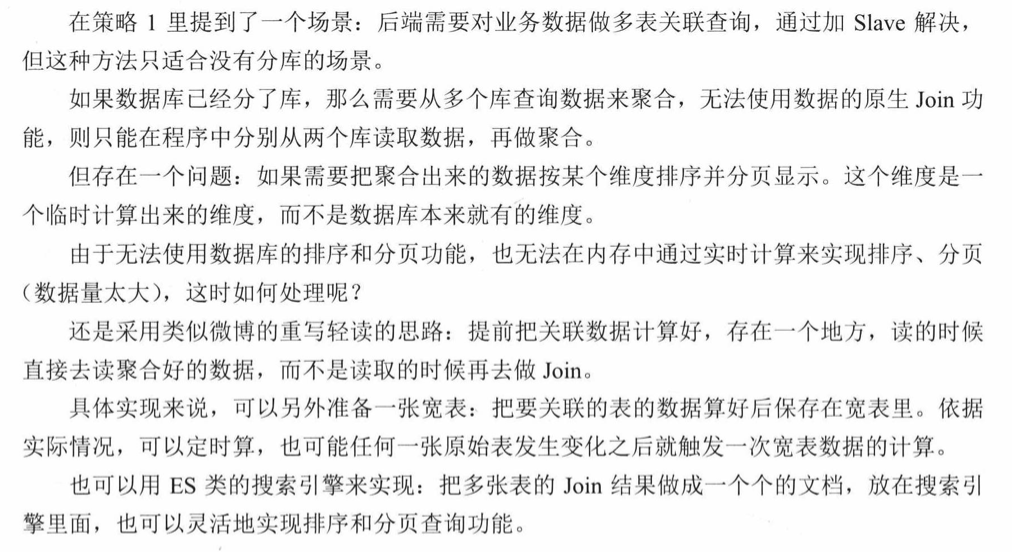 在策略 1 里提到了一个场景：后端需要对业务数据做多表关联查询，通过加 Slave 解决，
但这种方法只适合没有分库的场景。
如果数据库已经分了库，那么需要从多个库查询数据来聚合，无法使用数据的原生 Join 功
能，则只能在程序中分别从两个库读取数据，再做聚合。
但存在一个问题：如果需要把聚合出来的数据按某个维度排序并分页显示。这个维度是一
个临时计算出来的维度，而不是数据库本来就有的维度。
由于无法使用数据库的排序和分页功能，也无法在内存中通过实时计算来实现排序、分页
（数据量太大），这时如何处理呢？
还是采用类似微博的重写轻读的思路：提前把关联数据计算好，存在一个地方，读的时候
直接去读聚合好的数据，而不是读取的时候再去做 Join。
具体实现来说，可以另外准备一张宽表：把要关联的表的数据算好后保存在宽表里。依据
实际情况，可以定时算，也可能任何一张原始表发生变化之后就触发一次宽表数据的计算。
也可以用 ES 类的搜索引擎来实现：把多张表的 Join 结果做成一个个的文档，放在搜索引
擎里面，也可以灵活地实现排序和分页查询功能。